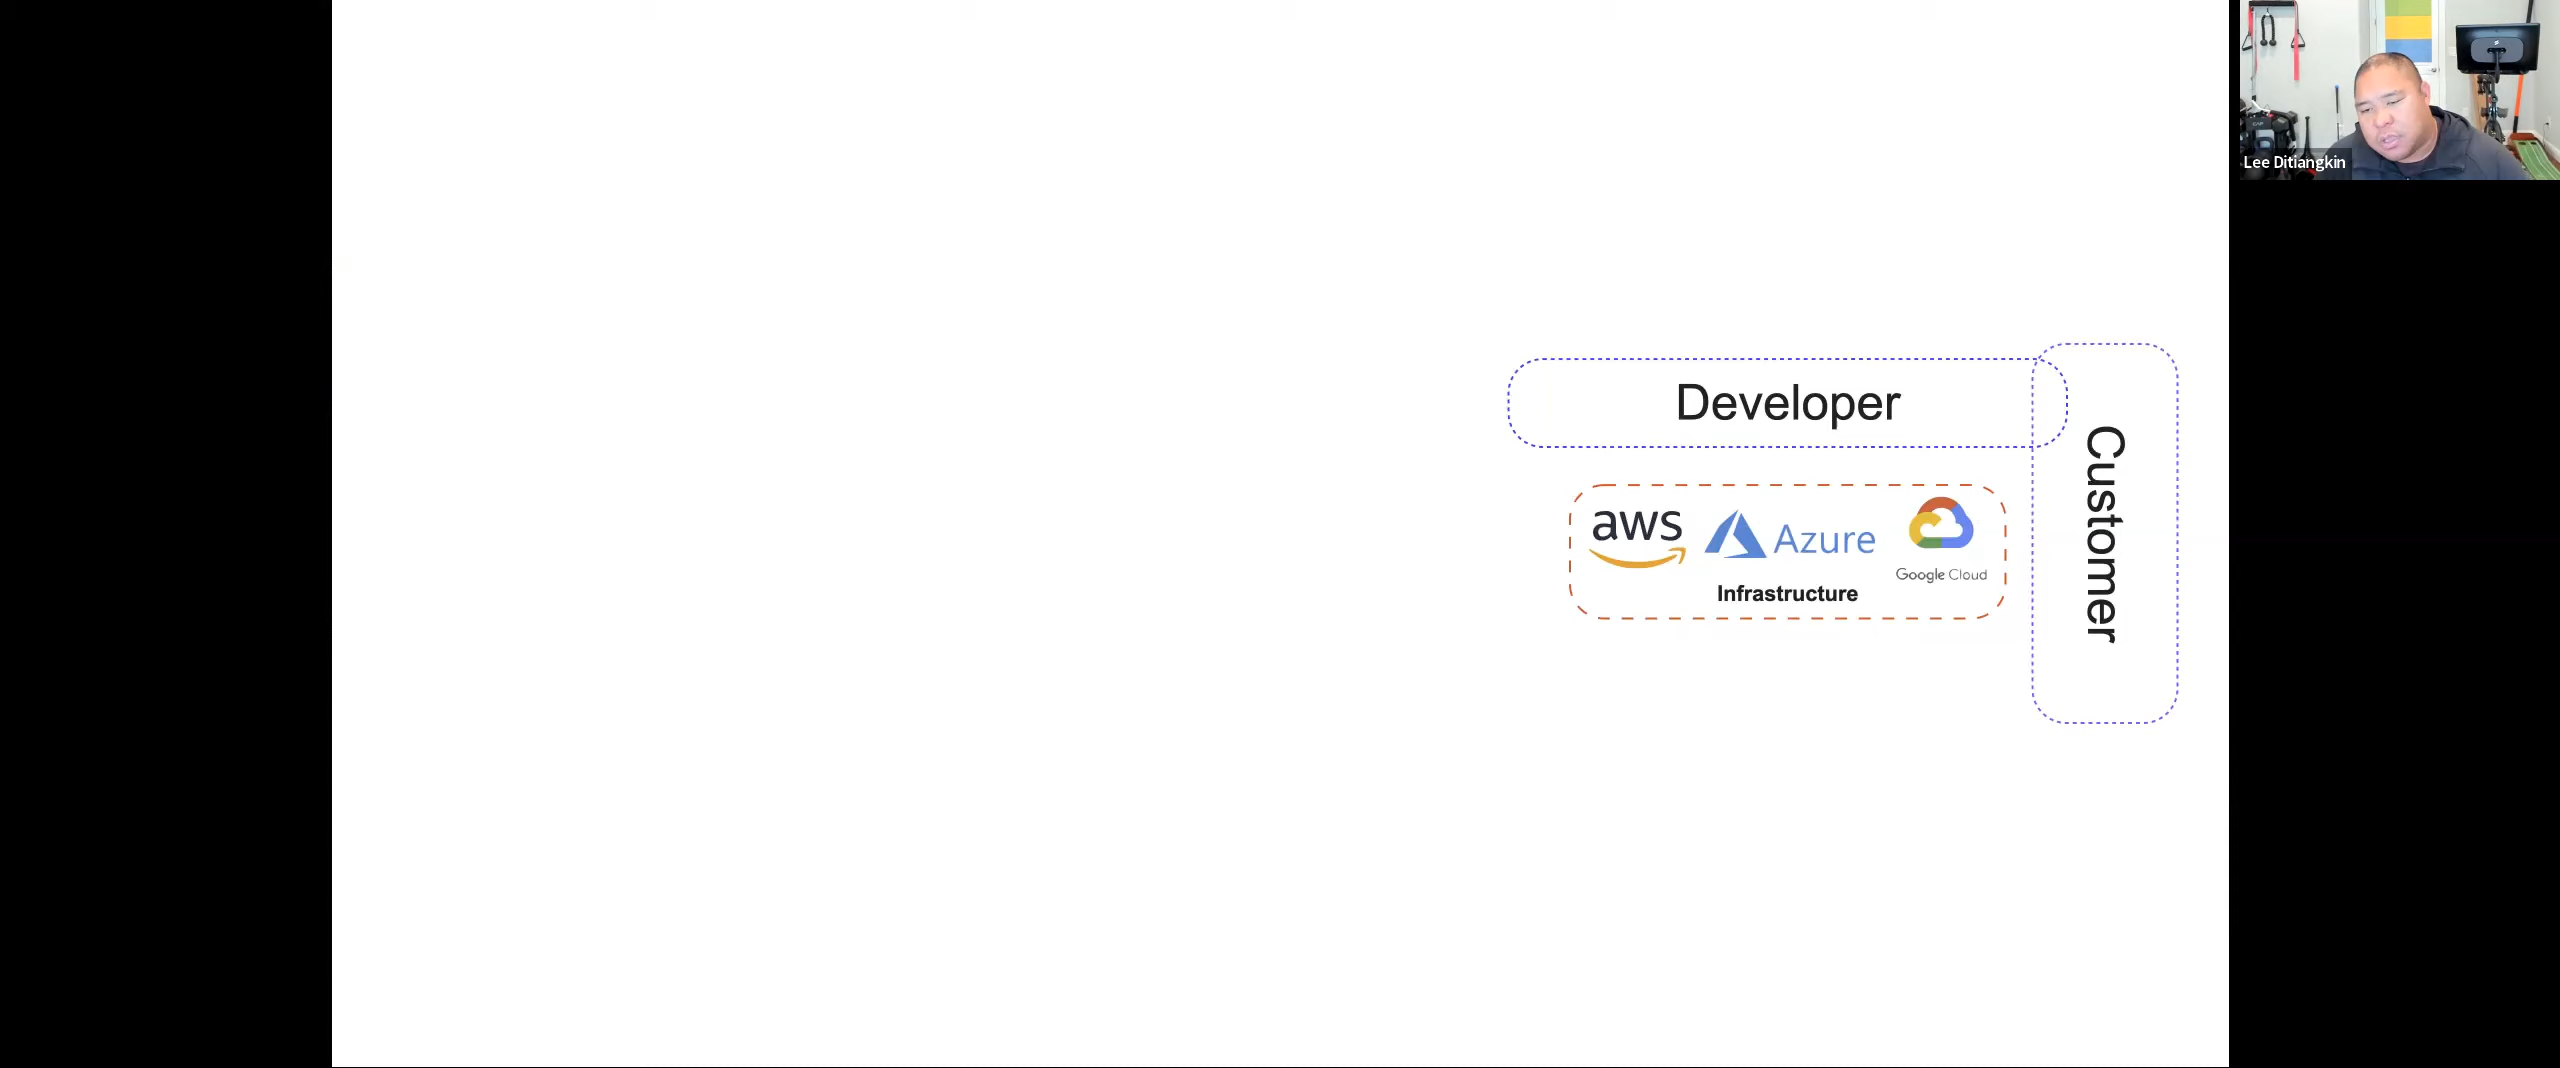 Lee Ditiangkin
Developer
Customer
aws
Azure
Google Cloud
Infrastructure